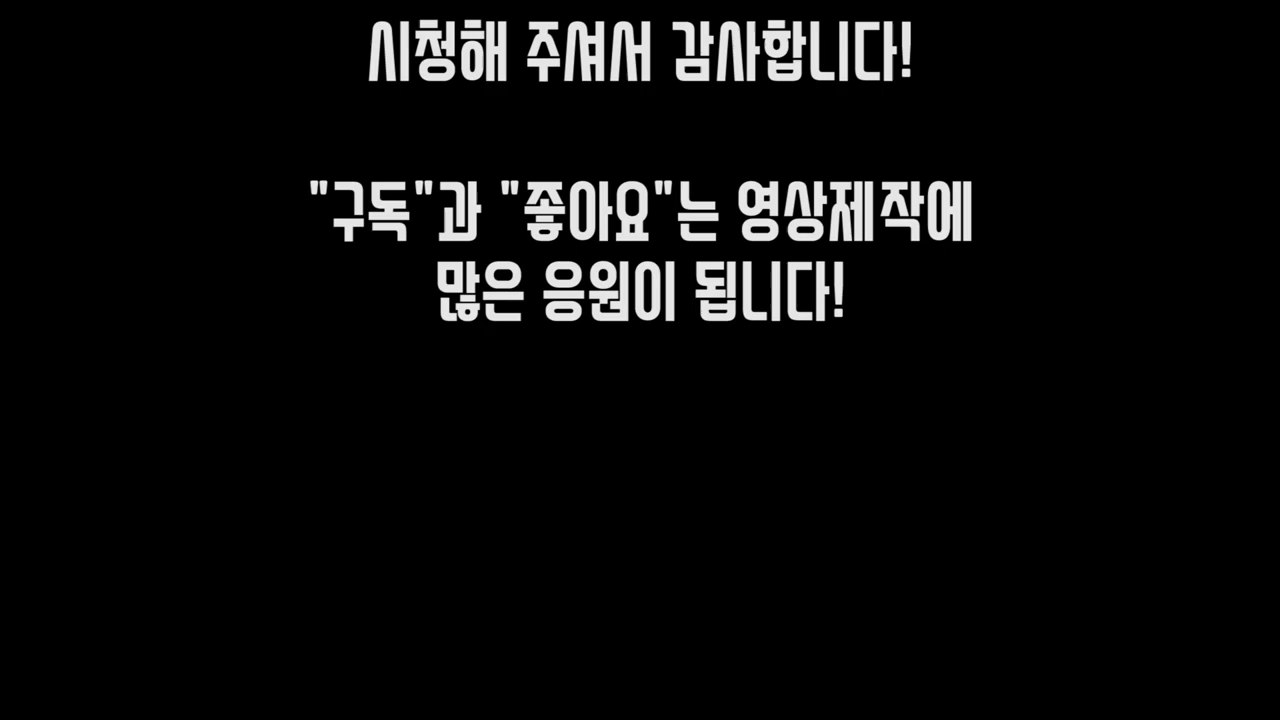 시청해 주셔서 감사합니다!
"구독"과 "좋아요"는 영상제작에
많은 응원이 됩니다!